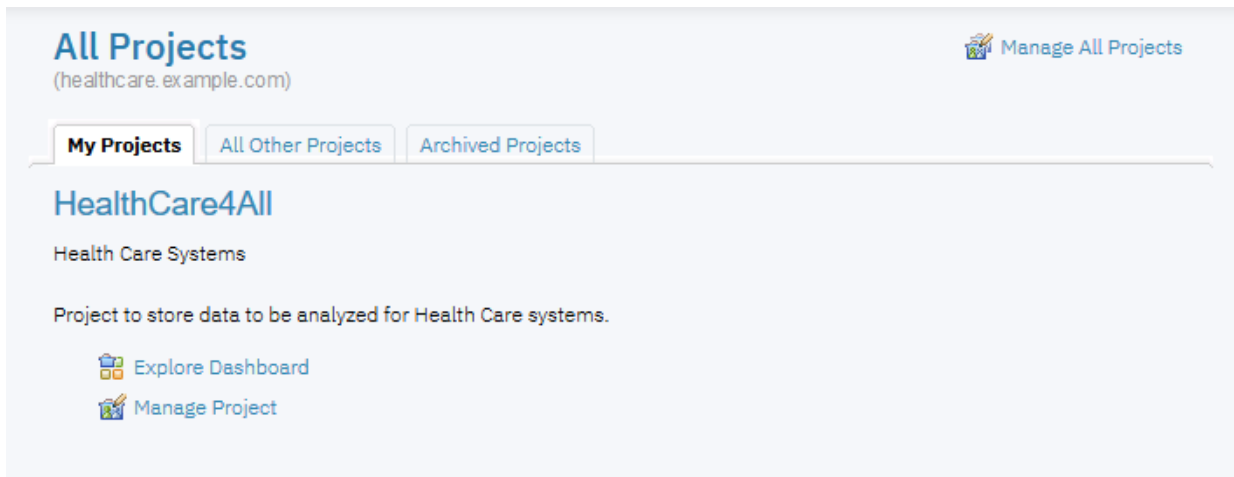 All Projects
Manage All Projects
(healthcare.example.com)
My Projects
All Other Projects
Archived Projects
HealthCare4All
Health Care Systems
Project to store data to be analyzed for Health Care systems.
Explore Dashboard
Manage Project